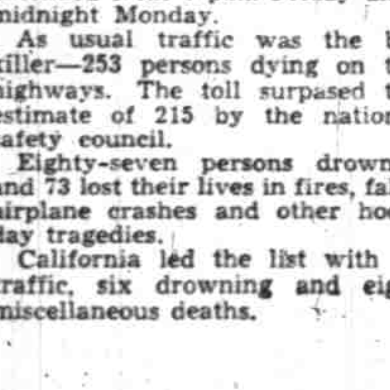 midnight Monday.
As usual traffic was the b
killer—253 persons dying on t
highways. The toll surpased t
estimate of 215 by the nation
safety council.
Eighty-seven persons drown
and 73 lost their lives in fires, fa
airplane crashes and other ho
day tragedies.
California led the list with
traffic, six drowning and eig
miscellaneous deaths.